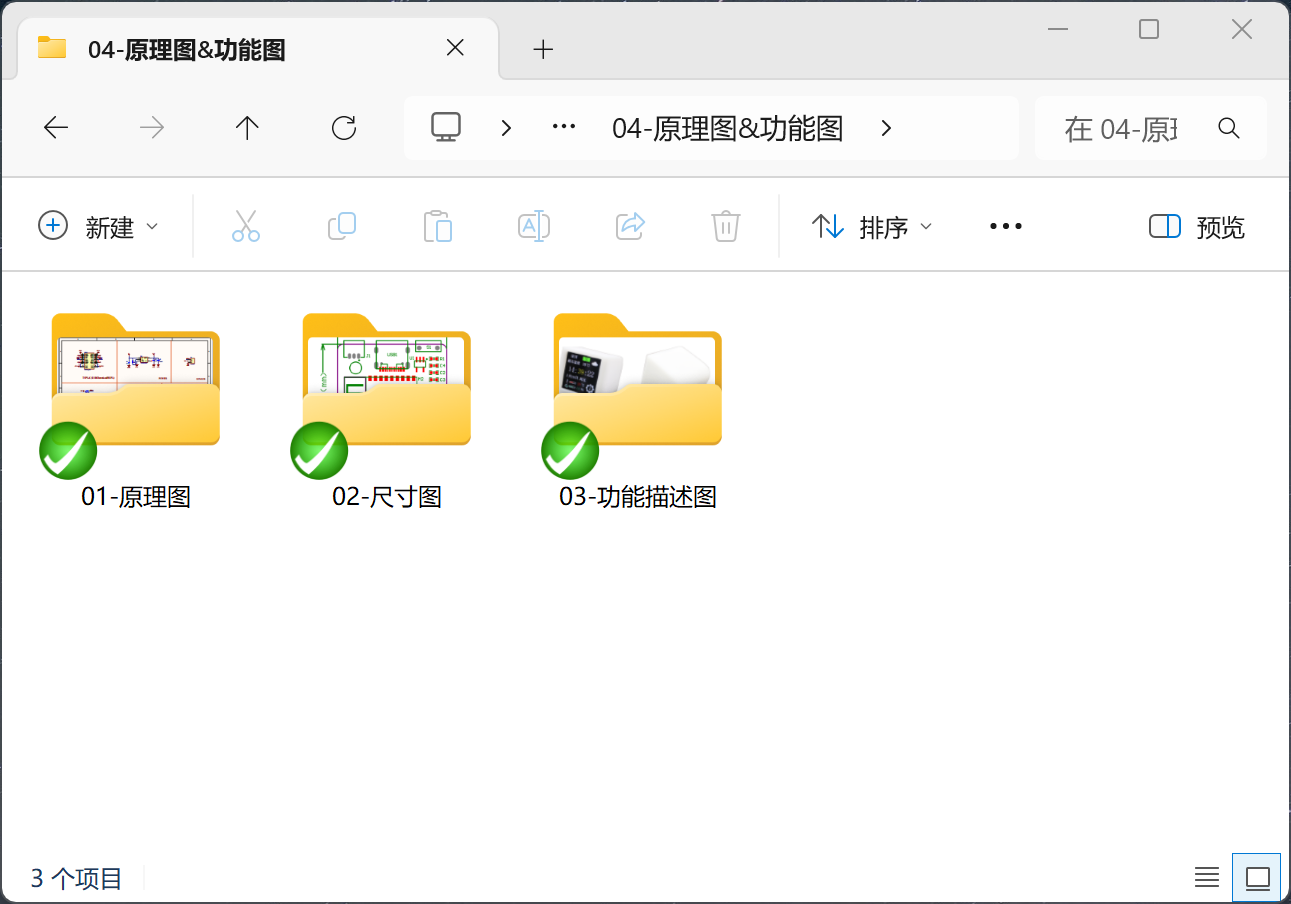 04-原理图&功能图
04-原理图&功能图
在 04-原
新建
排序
预览
01-原理图
02-尺寸图
03-功能描述图
3 个项目